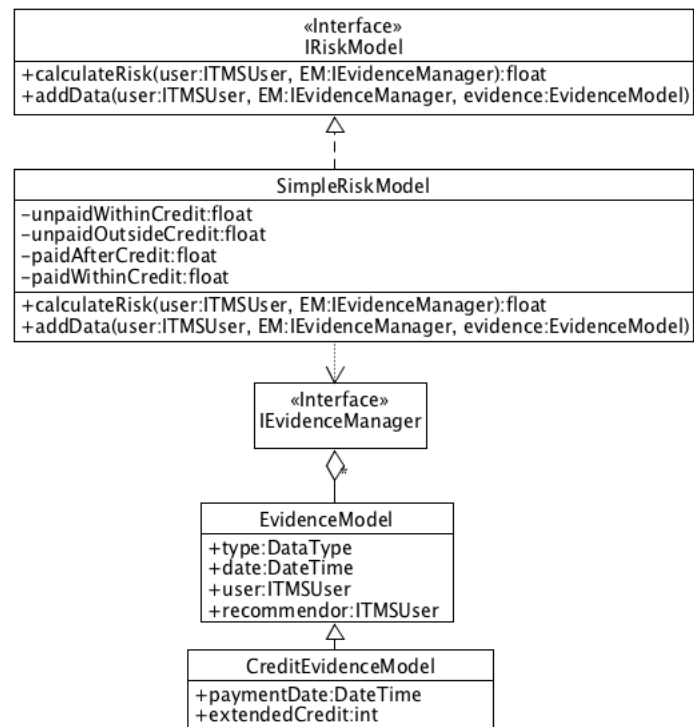 «Interface»
IRiskModel
+calculateRisk(user:ITMSUser, EM:IEvidenceManager):float
+addData(user:ITMSUser, EM:IEvidenceManager, evidence:EvidenceModel)
SimpleRiskModel
-unpaidWithinCredit:float
-unpaidOutsideCredit:float
-paidAfterCredit:float
-paidWithinCredit:float
+calculateRisk(user:ITMSUser, EM:IEvidenceManager):float
+addData(user:ITMSUser, EM:IEvidenceManager, evidence:EvidenceModel)
«Interface»
IEvidenceManager
*
EvidenceModel
+type:DataType
+date:DateTime
+user:ITMSUser
+recommendor:ITMSUser
CreditEvidenceModel
+paymentDate:DateTime
+extendedCredit:int